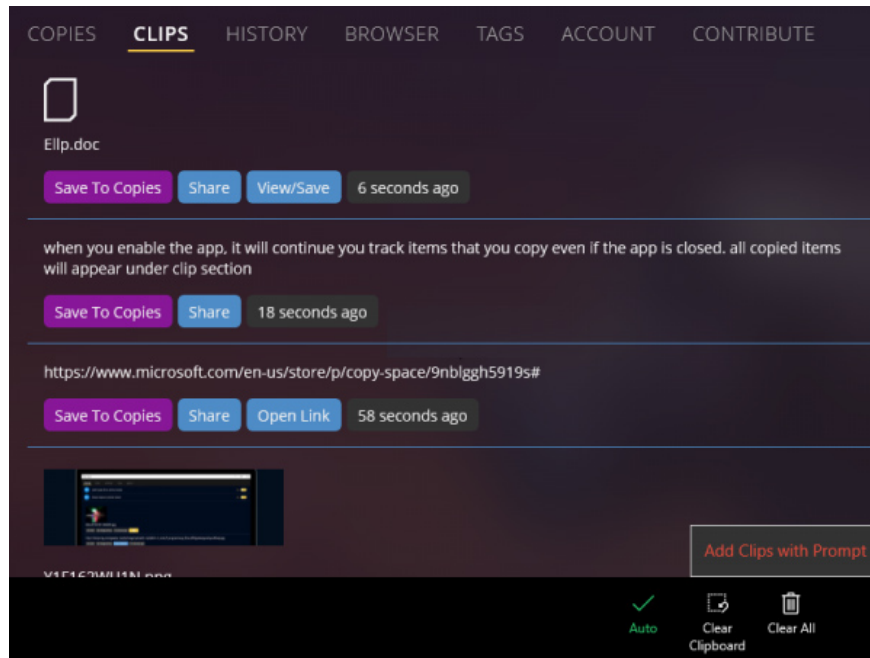 COPIES CLIPS HISTORY BROWSER TAGS ACCOUNT CONTRIBUTE
Ellp.doc
Save To Copies Share View/Save 6 seconds ago
when you enable the app, it will continue you track items that you copy even if the app is closed. all copied items
will appear under clip section
Save To Copies Share 18 seconds ago
https://www.microsoft.com/en-us/store/p/copy-space/9nblggh5919s#
Save To Copies Share Open Link 58 seconds ago
Add Clips with Prompt
Auto
Clear
Clipboard
Clear All